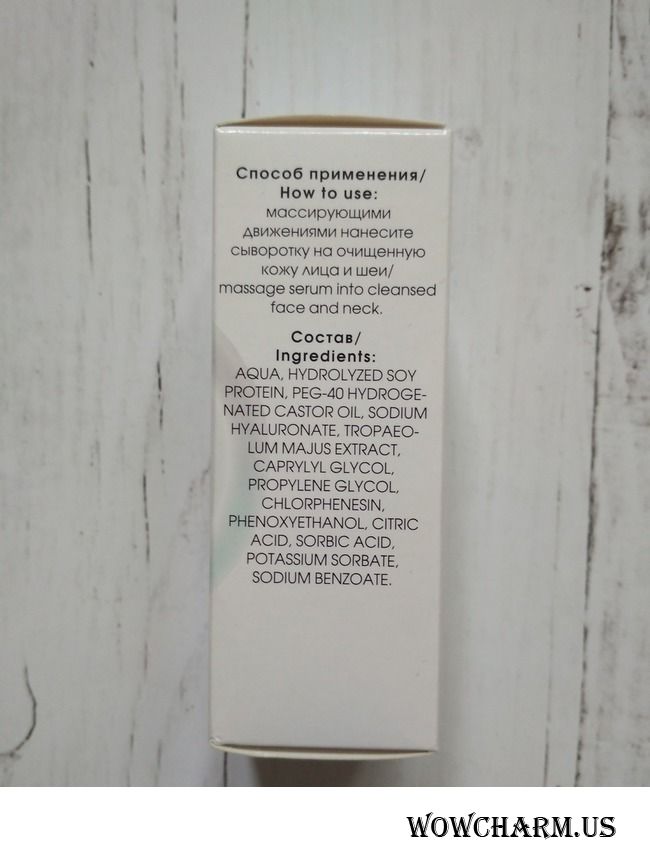 Способ применения/
How to use:
массирующими
движениями нанесите
сыворотку на очищенную
кожу лица и шеи/
massage serum into cleansed
face and neck.
Состав/
Ingredients:
AQUA, HYDROLYZED SOY
PROTEIN, PEG-40 HYDROGE-
NATED CASTOR OIL, SODIUM
HYALURONATE, TROPAEO-
LUM MAJUS EXTRACT,
CAPRYLYL GLYCOL,
PROPYLENE GLYCOL,
CHLORPHENESIN,
PHENOXYETHANOL, CITRIC
ACID, SORBIC ACID,
POTASSIUM SORBATE,
SODIUM BENZOATE.
WOWCHARM.US